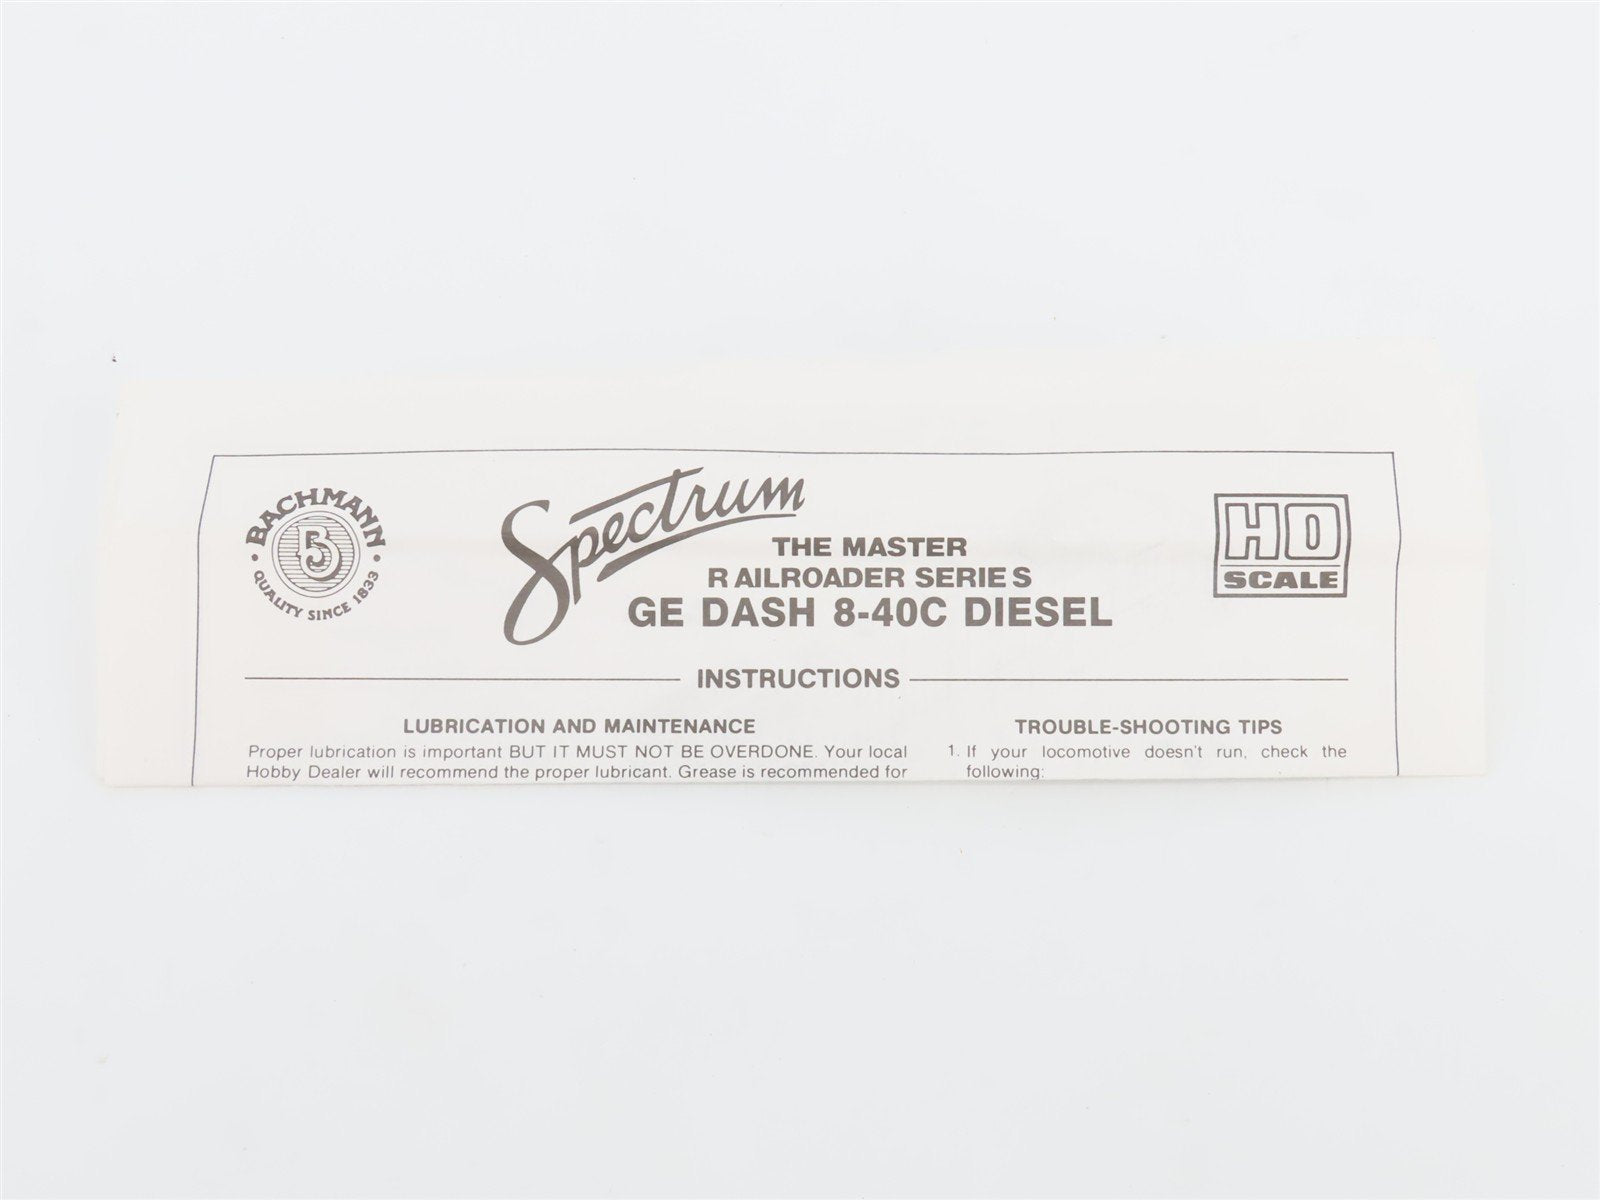 BACHMANN
B
• QUALITY SINCE 1833 •
Spectrum
THE MASTER
RAILROADER SERIES
GE DASH 8-40C DIESEL
HO
SCALE
INSTRUCTIONS
LUBRICATION AND MAINTENANCE
Proper lubrication is important BUT IT MUST NOT BE OVERDONE. Your local
Hobby Dealer will recommend the proper lubricant. Grease is recommended for
TROUBLE-SHOOTING TIPS
1. If your locomotive doesn't run, check the
following: